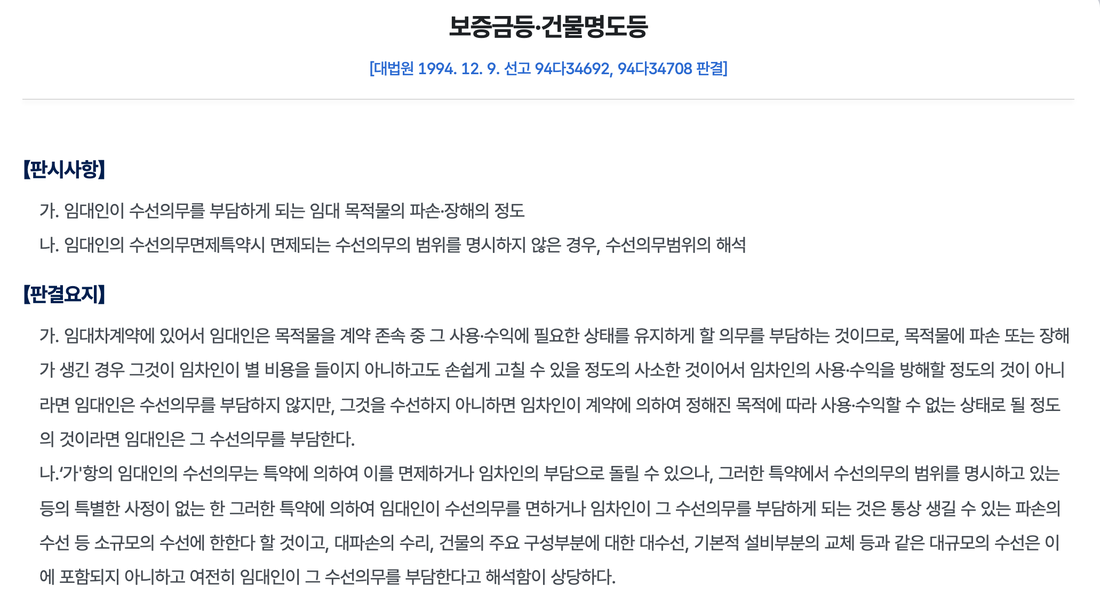 보증금등·건물명도등
[대법원 1994. 12. 9. 선고 94다34692, 94다34708 판결]
【판시사항】
가. 임대인이 수선의무를 부담하게 되는 임대 목적물의 파손·장해의 정도
나. 임대인의 수선의무면제특약시 면제되는 수선의무의 범위를 명시하지 않은 경우, 수선의무범위의 해석
【판결요지】
가. 임대차계약에 있어서 임대인은 목적물을 계약 존속 중 그 사용·수익에 필요한 상태를 유지하게 할 의무를 부담하는 것이므로, 목적물에 파손 또는 장해
가 생긴 경우 그것이 임차인이 별 비용을 들이지 아니하고도 손쉽게 고칠 수 있을 정도의 사소한 것이어서 임차인의 사용·수익을 방해할 정도의 것이 아니
라면 임대인은 수선의무를 부담하지 않지만, 그것을 수선하지 아니하면 임차인이 계약에 의하여 정해진 목적에 따라 사용·수익할 수 없는 상태로 될 정도
의 것이라면 임대인은 그 수선의무를 부담한다.
나.'가'항의 임대인의 수선의무는 특약에 의하여 이를 면제하거나 임차인의 부담으로 돌릴 수 있으나, 그러한 특약에서 수선의무의 범위를 명시하고 있는
등의 특별한 사정이 없는 한 그러한 특약에 의하여 임대인이 수선의무를 면하거나 임차인이 그 수선의무를 부담하게 되는 것은 통상 생길 수 있는 파손의
수선 등 소규모의 수선에 한한다 할 것이고, 대파손의 수리, 건물의 주요 구성부분에 대한 대수선, 기본적 설비부분의 교체 등과 같은 대규모의 수선은 이
에 포함되지 아니하고 여전히 임대인이 그 수선의무를 부담한다고 해석함이 상당하다.